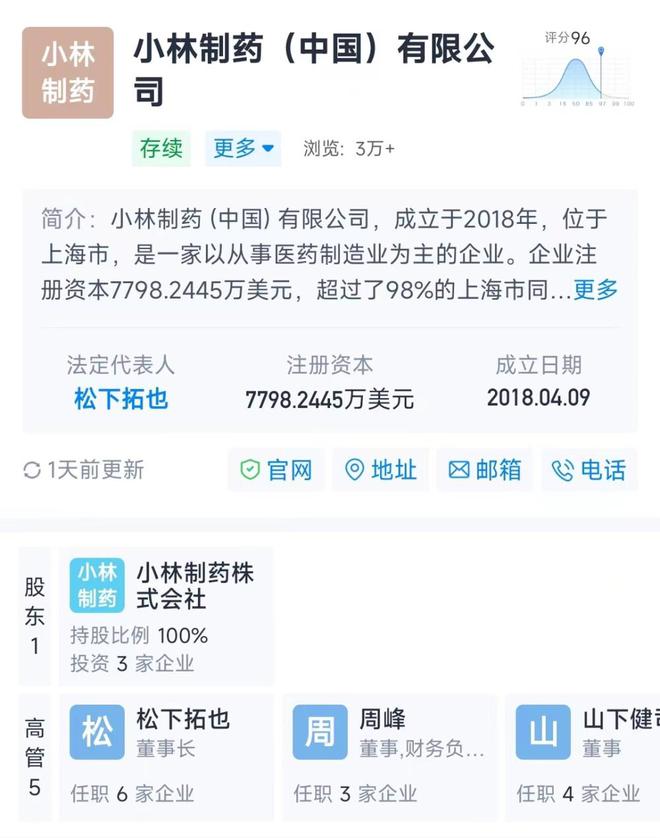 小林
制药
小林制药（中国）有限公
司
评分96
存续
更多
浏览: 3万+
简介: 小林制药 (中国) 有限公司，成立于2018年，位于
上海市，是一家以从事医药制造业为主的企业。企业注
册资本7798.2445万美元，超过了98%的上海市同...更多
法定代表人
注册资本
成立日期
松下拓也
7798.2445万美元
2018.04.09
1天前更新
官网
地址
邮箱
电话
股
东
1
小林
制药
小林制药株
式会社
持股比例 100%
投资 3 家企业
高
管
5
松
松下拓也
董事长
任职 6 家企业
周
周峰
董事,财务负...
任职 3 家企业
山
山下健
董事
任职 4 家企业